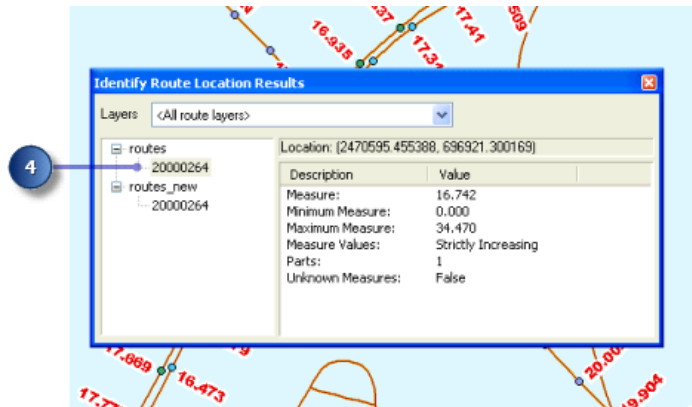 16.935
17.41
17.31
509
Identify Route Location Results
Layers <All route layers>
routes
20000264
routes_new
20000264
4
Location: (2470595.455388, 696921.300169)
Description Value
Measure: 16.742
Minimum Measure: 0.000
Maximum Measure: 34.470
Measure Values: Strictly Increasing
Parts: 1
Unknown Measures: False
17.669
16.473